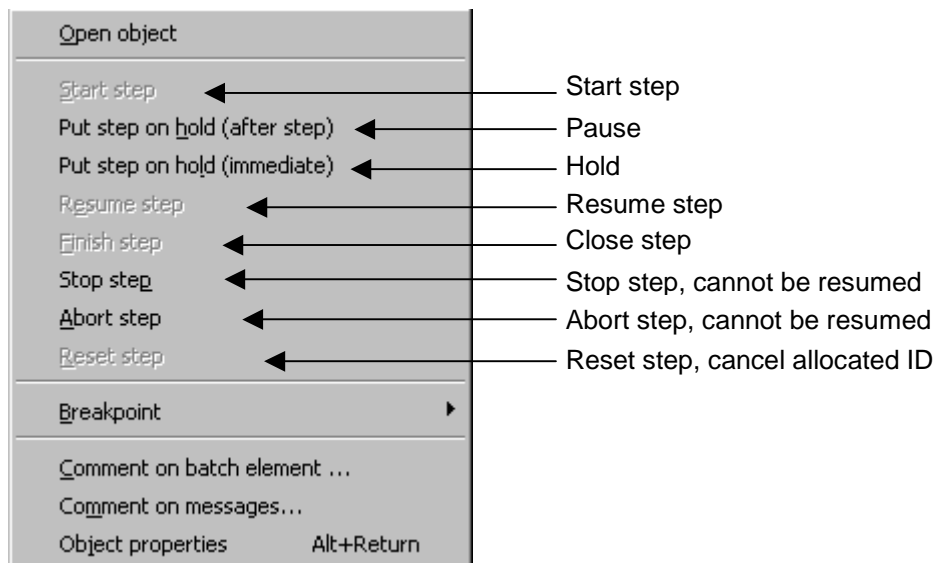 Open object
Start step Start step
Put step on hold (after step) Pause
Put step on hold (immediate) Hold
Resume step Resume step
Finish step Close step
Stop step Stop step, cannot be resumed
Abort step Abort step, cannot be resumed
Reset step Reset step, cancel allocated ID
Breakpoint
Comment on batch element ...
Comment on messages...
Object properties Alt+Return